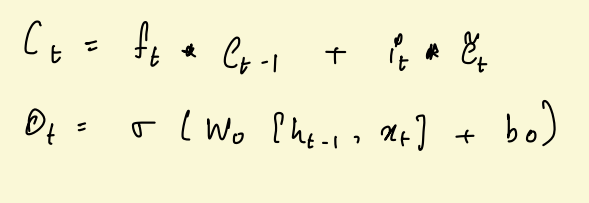 C_t = f_t * C_{t-1} + i_t * C̃_t
O_t = σ ( W_o [h_{t-1}, x_t] + b_o)